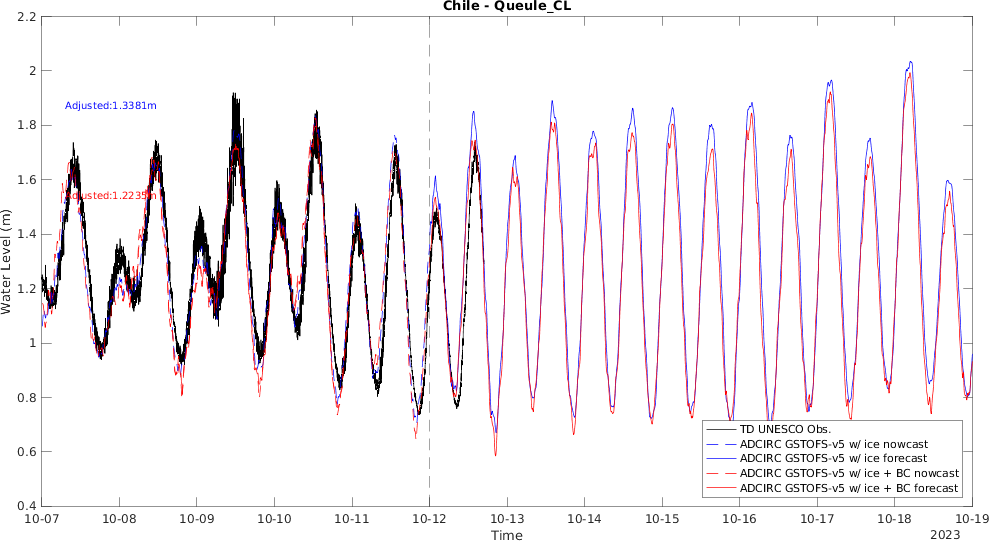 Chile - Queule_CL
2.2
2
1.8
1.6
1.4
1.2
1
0.8
0.6
0.4
Water Level (m)
Adjusted:1.3381m
Adjusted:1.2235m
TD UNESCO Obs.
ADCIRC GSTOFS-v5 w/ ice nowcast
ADCIRC GSTOFS-v5 w/ ice forecast
ADCIRC GSTOFS-v5 w/ ice + BC nowcast
ADCIRC GSTOFS-v5 w/ ice + BC forecast
10-07 10-08 10-09 10-10 10-11 10-12 10-13 10-14 10-15 10-16 10-17 10-18 10-19
Time
2023